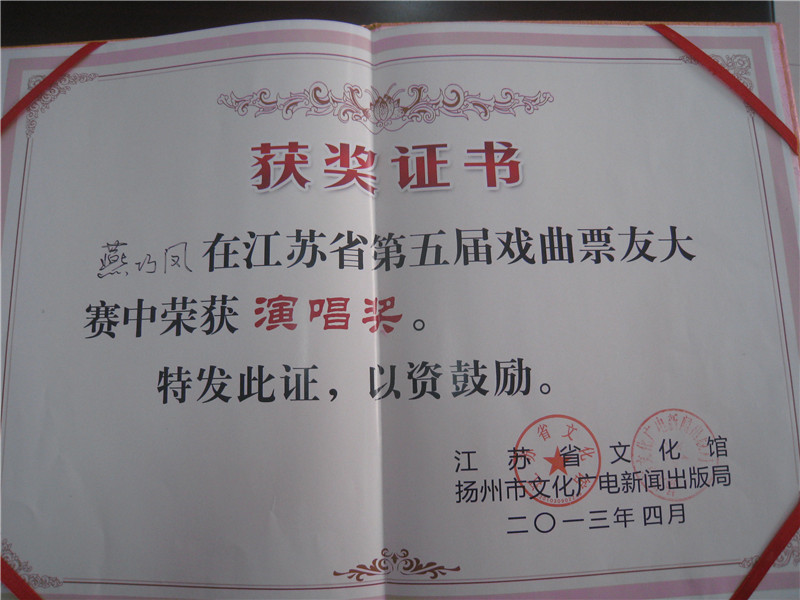 获奖证书
燕巧凤在江苏省第五届戏曲票友大
赛中荣获 演唱奖。
特发此证，以资鼓励。
江苏省文化馆
扬州市文化广电新闻出版局
二〇一三年四月